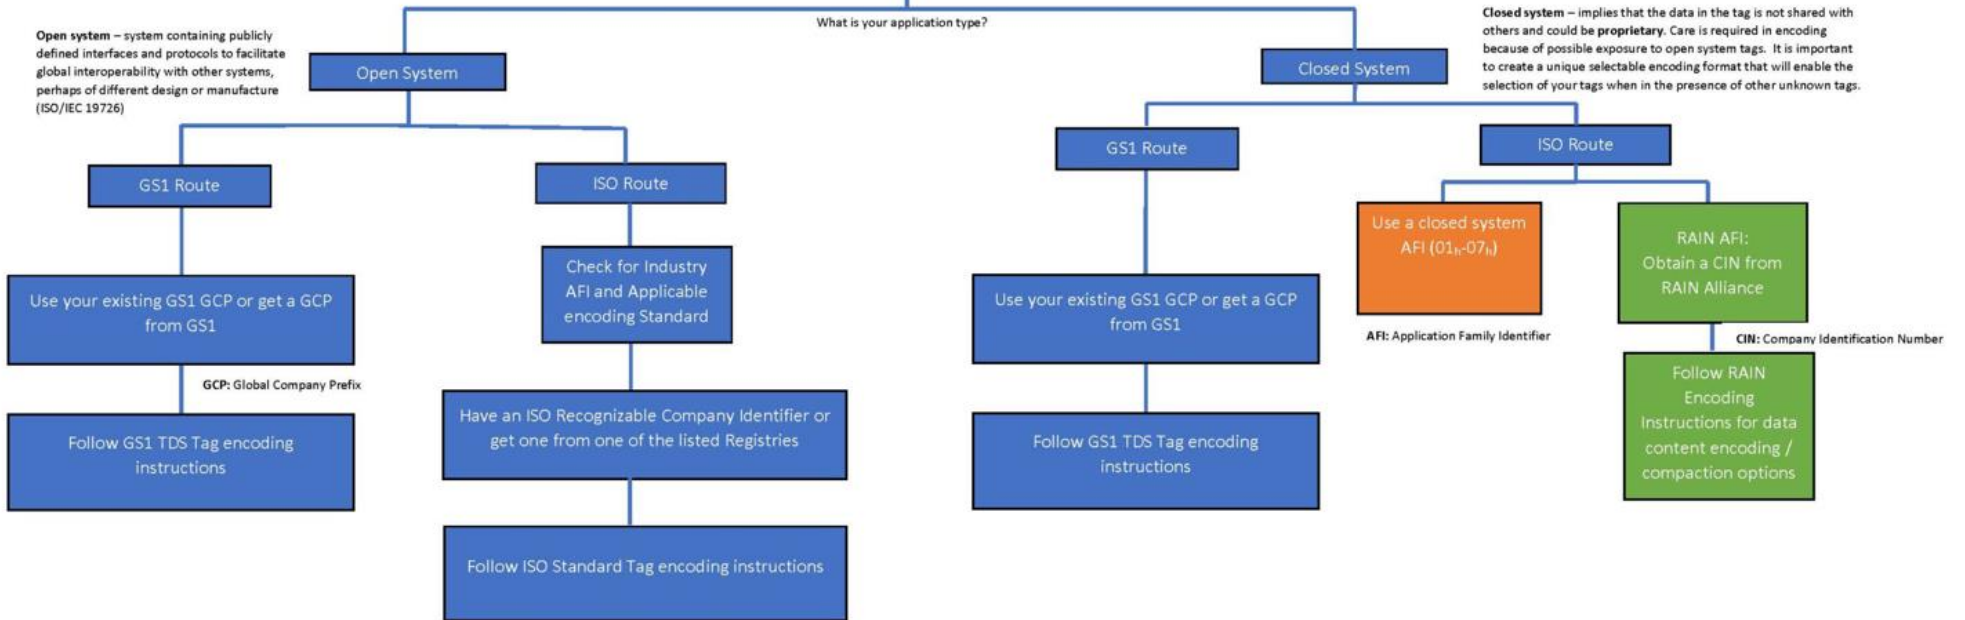 What is your application type?
Open system – system containing publicly
defined interfaces and protocols to facilitate
global interoperability with other systems,
perhaps of different design or manufacture
(ISO/IEC 19726)
Open System
Closed System
Closed system – implies that the data in the tag is not shared with
others and could be proprietary. Care is required in encoding
because of possible exposure to open system tags.  It is important
to create a unique selectable encoding format that will enable the
selection of your tags when in the presence of other unknown tags.
GS1 Route
ISO Route
GS1 Route
ISO Route
Use your existing GS1 GCP or get a GCP
from GS1
GCP: Global Company Prefix
Follow GS1 TDS Tag encoding
instructions
Check for Industry
AFI and Applicable
encoding Standard
Have an ISO Recognizable Company Identifier or
get one from one of the listed Registries
Follow ISO Standard Tag encoding instructions
Use your existing GS1 GCP or get a GCP
from GS1
Follow GS1 TDS Tag encoding
instructions
Use a closed system
AFI (01ₕ-07ₕ)
AFI: Application Family Identifier
RAIN AFI:
Obtain a CIN from
RAIN Alliance
CIN: Company Identification Number
Follow RAIN
Encoding
Instructions for data
content encoding /
compaction options